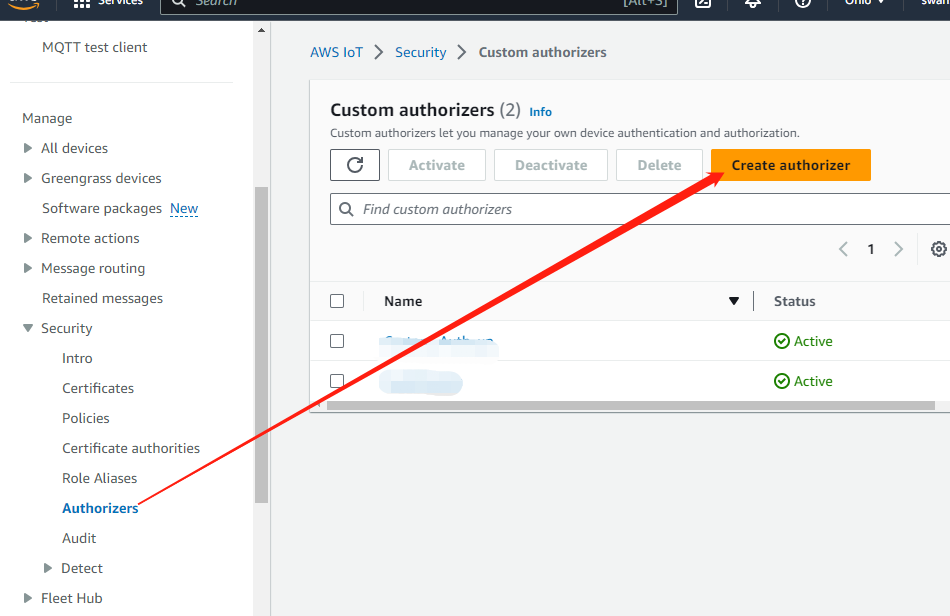 Services
Search
[Alt+S]
Ohio
swan
MQTT test client
Manage
All devices
Greengrass devices
Software packages New
Remote actions
Message routing
Retained messages
Security
Intro
Certificates
Policies
Certificate authorities
Role Aliases
Authorizers
Audit
Detect
Fleet Hub
AWS IoT
Security
Custom authorizers
Custom authorizers (2) Info
Custom authorizers let you manage your own device authentication and authorization.
Activate
Deactivate
Delete
Create authorizer
Find custom authorizers
1
Name
Status
Active
Active